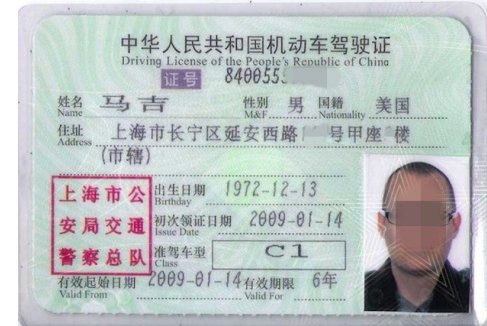 中华人民共和国机动车驾驶证
Driving License of the People's Republic of China
证号 8400555
姓名 马吉 性别 男 国籍 美国
Name M&F Nationality
住址 上海市长宁区延安西路 号甲座 楼
Address
(市辖)
上海市公
安局交通
警察总队
出生日期 1972-12-13
Birthday
初次领证日期 2009-01-14
Issue Date
准驾车型 C1
Class
有效起始日期 2009-01-14 有效期限 6年
Valid From Valid For